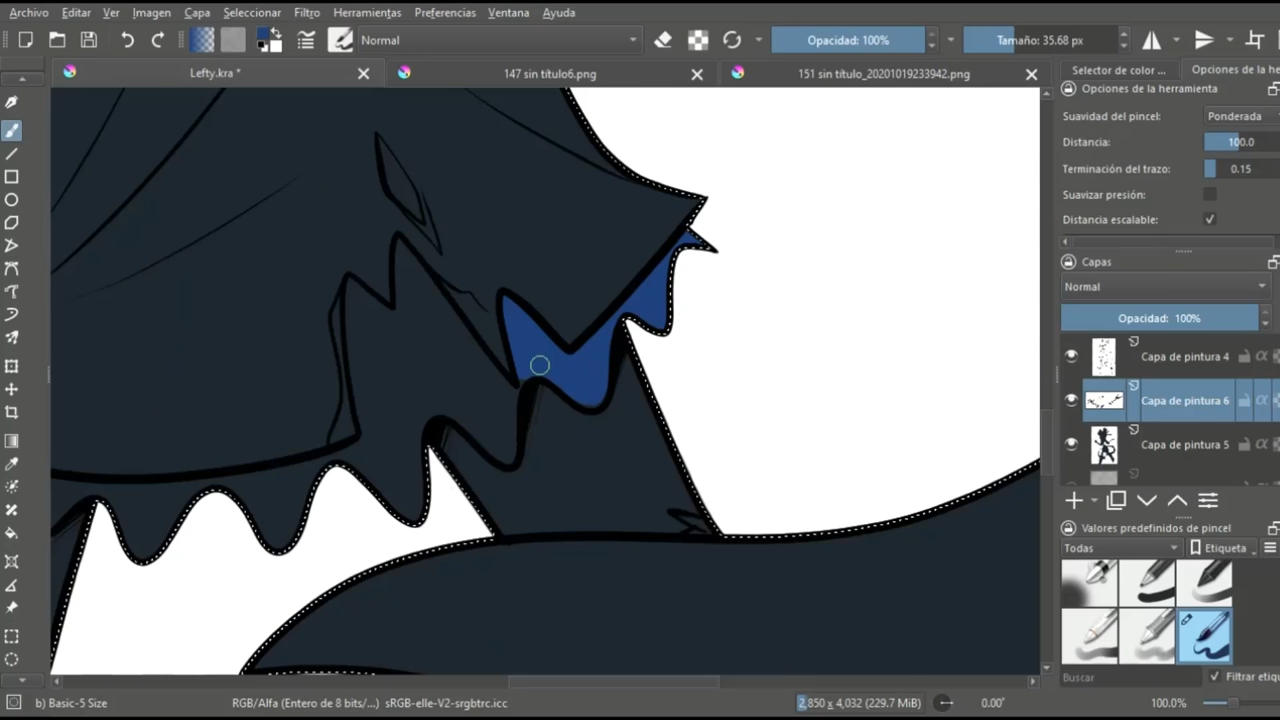 Archivo Editar Ver Imagen Capa Seleccionar Filtro Herramientas Preferencias Ventana Ayuda
Normal Opacidad: 100% Tamaño: 35.68 px
Lefty.kra * 147 sin título6.png 151 sin título_20201019233942.png
Selector de color ... Opciones de la he
Opciones de la herramienta
Suavidad del pincel: Ponderada
Distancia: 100.0
Terminación del trazo: 0.15
Suavizar presión:
Distancia escalable:
Capas
Normal
Opacidad: 100%
Capa de pintura 4
Capa de pintura 6
Capa de pintura 5
Valores predefinidos de pincel
Todas Etiqueta
Buscar Filtrar etiqu
b) Basic-5 Size RGB/Alfa (Entero de 8 bits/...) sRGB-elle-V2-srgbtrc.icc 2,850 x 4,032 (229.7 MiB) 0.00° 100.0%